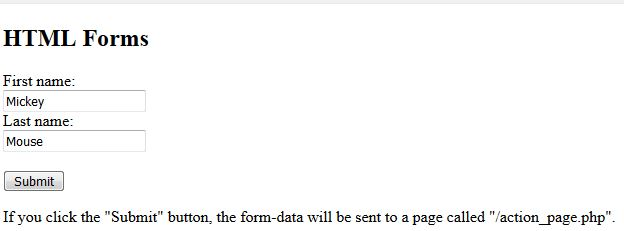 HTML Forms
First name:
Mickey
Last name:
Mouse
Submit
If you click the "Submit" button, the form-data will be sent to a page called "/action_page.php".